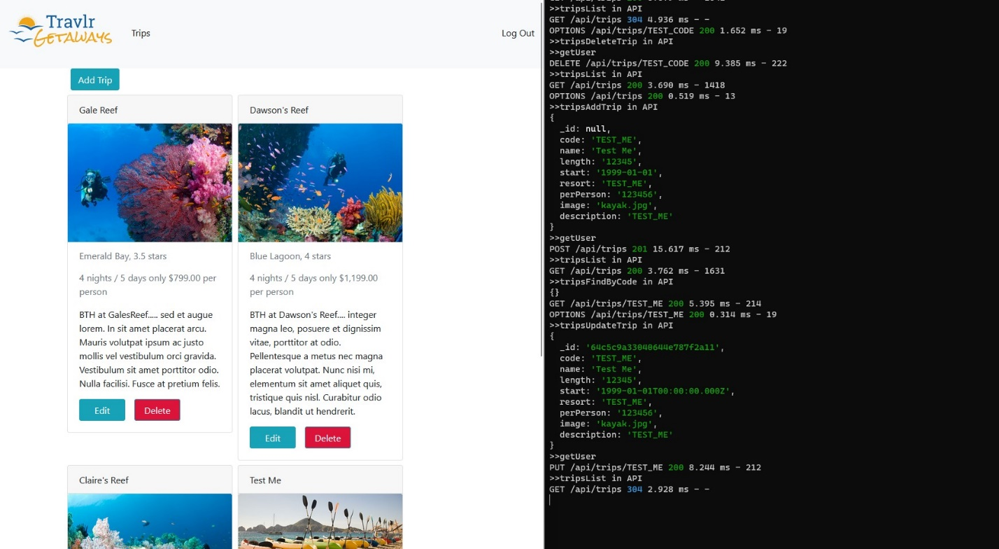 Travlr
GETAWAYS
Trips
Log Out
Add Trip
Gale Reef
Emerald Bay, 3.5 stars
4 nights / 5 days only $799.00 per
person
BTH at GalesReef..... sed et augue
lorem. In sit amet placerat arcu.
Mauris volutpat ipsum ac justo
mollis vel vestibulum orci gravida.
Vestibulum sit amet porttitor odio.
Nulla facilisi. Fusce at pretium felis.
Edit
Delete
Dawson's Reef
Blue Lagoon, 4 stars
4 nights / 5 days only $1,199.00
per person
BTH at Dawson's Reef.... integer
magna leo, posuere et dignissim
vitae, porttitor at odio.
Pellentesque a metus nec magna
placerat volutpat. Nunc nisi mi,
elementum sit amet aliquet quis,
tristique quis nisl. Curabitur odio
lacus, blandit ut hendrerit.
Edit
Delete
Claire's Reef
Test Me
>>tripsList in API
GET /api/trips 304 4.936 ms - -
OPTIONS /api/trips/TEST_CODE 200 1.652 ms - 19
>>tripsDeleteTrip in API
>>getUser
DELETE /api/trips/TEST_CODE 200 9.385 ms - 222
>>tripsList in API
GET /api/trips 200 3.690 ms - 1418
OPTIONS /api/trips 200 0.519 ms - 13
>>tripsAddTrip in API
{
_id: null,
code: 'TEST_ME',
name: 'Test Me',
length: '12345',
start: '1999-01-01',
resort: 'TEST_ME',
perPerson: '123456',
image: 'kayak.jpg',
description: 'TEST_ME'
}
>>getUser
POST /api/trips 201 15.617 ms - 212
>>tripsList in API
GET /api/trips 200 3.762 ms - 1631
>>tripsFindByCode in API
{}
GET /api/trips/TEST_ME 200 5.395 ms - 214
OPTIONS /api/trips/TEST_ME 200 0.314 ms - 19
>>tripsUpdateTrip in API
{
_id: '64c5c9a33040644e787f2a11',
code: 'TEST_ME',
name: 'Test Me',
length: '12345',
start: '1999-01-01T00:00:00.000Z',
resort: 'TEST_ME',
perPerson: '123456',
image: 'kayak.jpg',
description: 'TEST_ME'
}
>>getUser
PUT /api/trips/TEST_ME 200 8.244 ms - 212
>>tripsList in API
GET /api/trips 304 2.928 ms - -